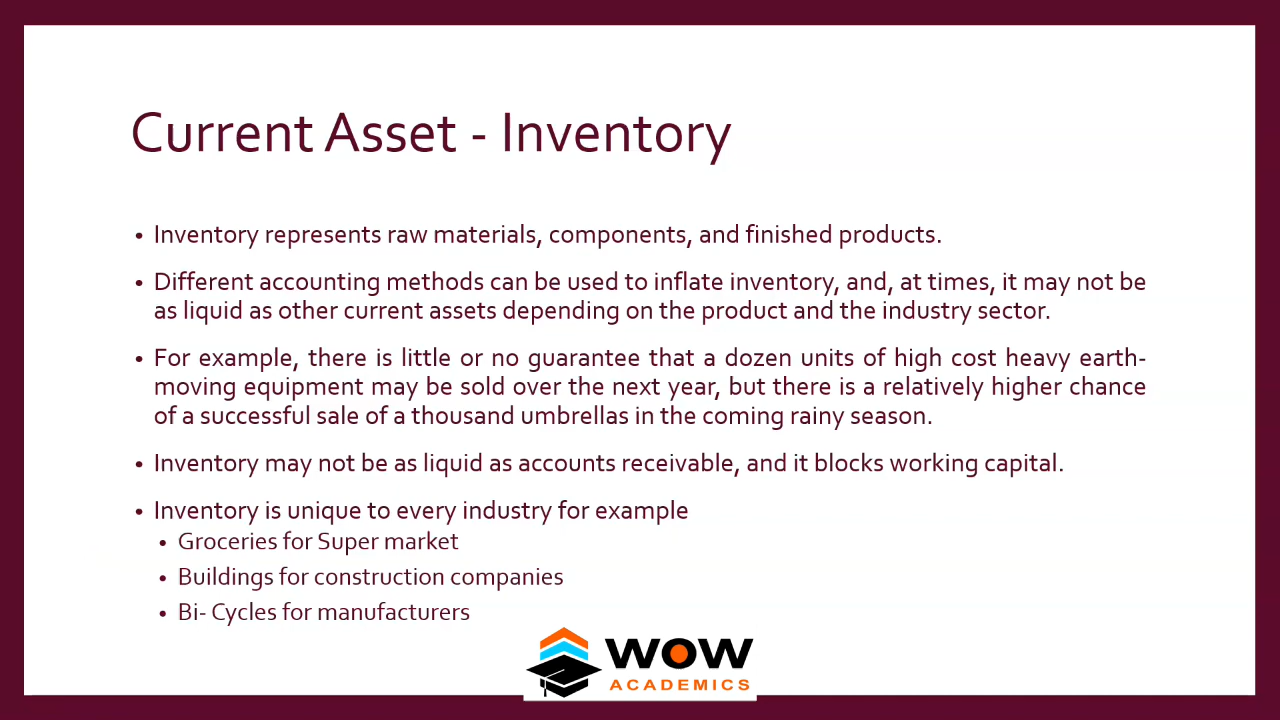 Current Asset - Inventory
• Inventory represents raw materials, components, and finished products.
• Different accounting methods can be used to inflate inventory, and, at times, it may not be
as liquid as other current assets depending on the product and the industry sector.
• For example, there is little or no guarantee that a dozen units of high cost heavy earth-
moving equipment may be sold over the next year, but there is a relatively higher chance
of a successful sale of a thousand umbrellas in the coming rainy season.
• Inventory may not be as liquid as accounts receivable, and it blocks working capital.
• Inventory is unique to every industry for example
• Groceries for Super market
• Buildings for construction companies
• Bi- Cycles for manufacturers
WOW
ACADEMICS